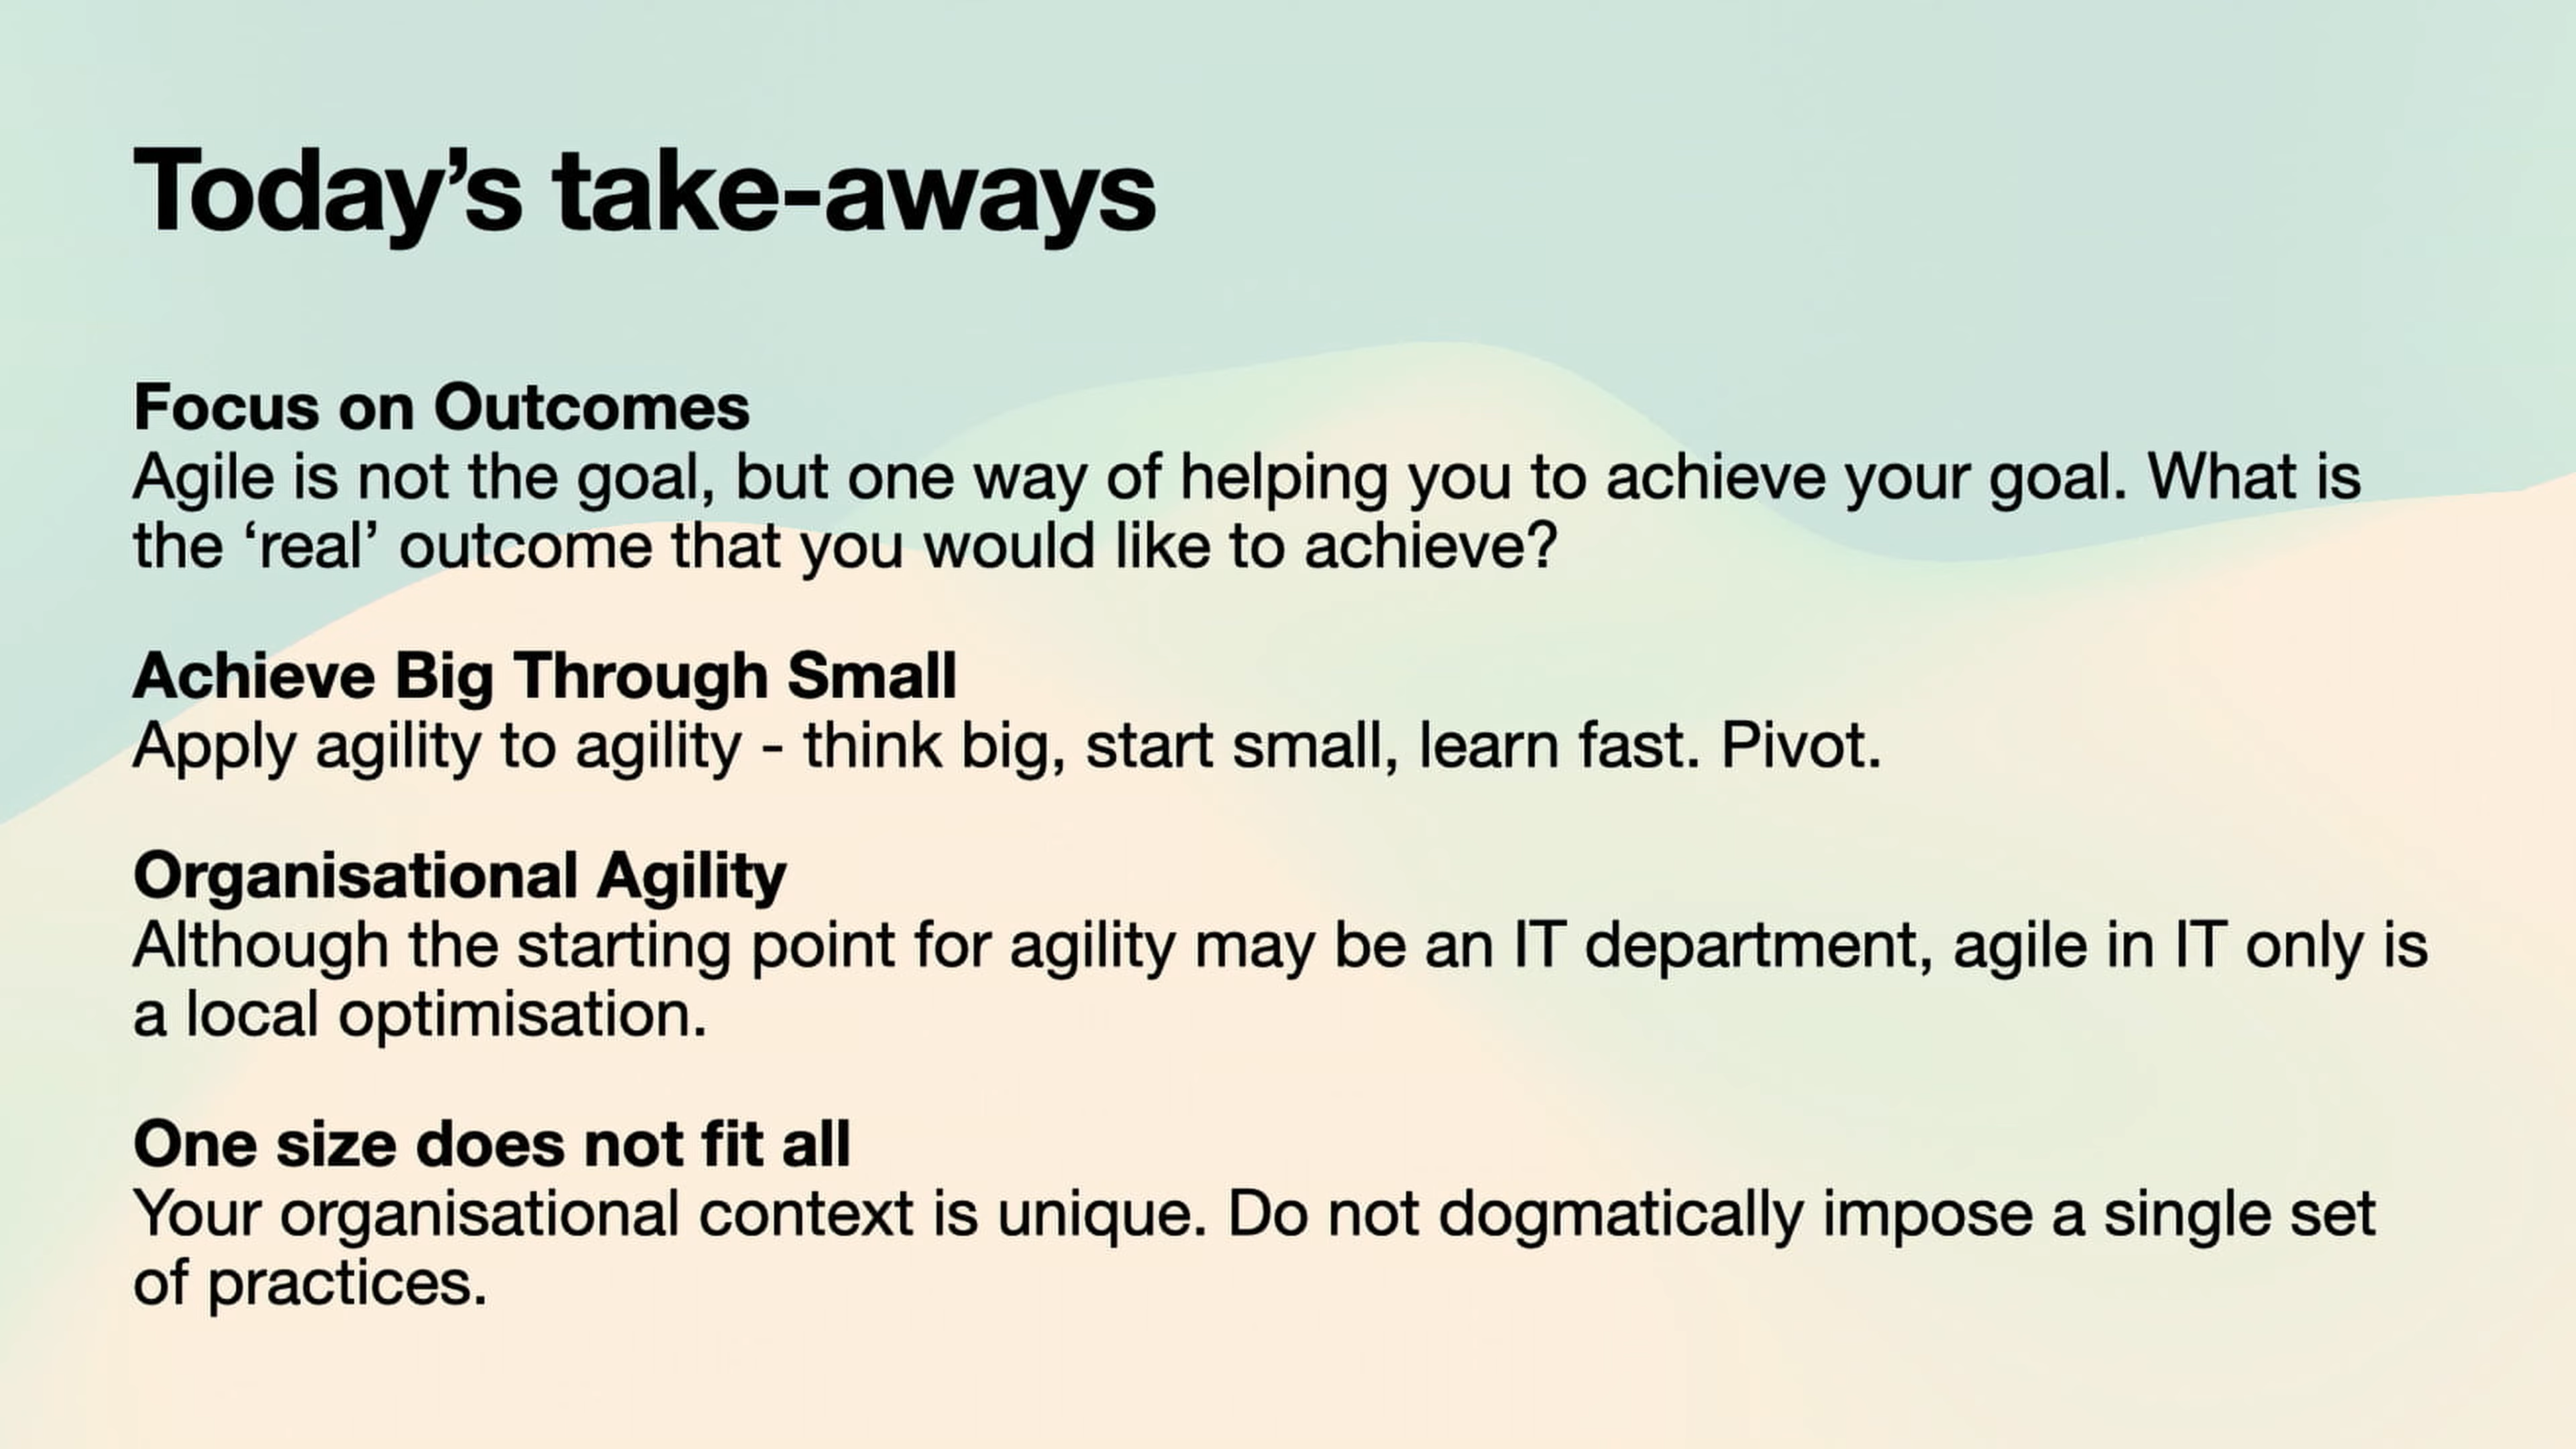 Today’s take-aways
Focus on Outcomes
Agile is not the goal, but one way of helping you to achieve your goal. What is
the ‘real’ outcome that you would like to achieve?
Achieve Big Through Small
Apply agility to agility - think big, start small, learn fast. Pivot.
Organisational Agility
Although the starting point for agility may be an IT department, agile in IT only is
a local optimisation.
One size does not fit all
Your organisational context is unique. Do not dogmatically impose a single set
of practices.